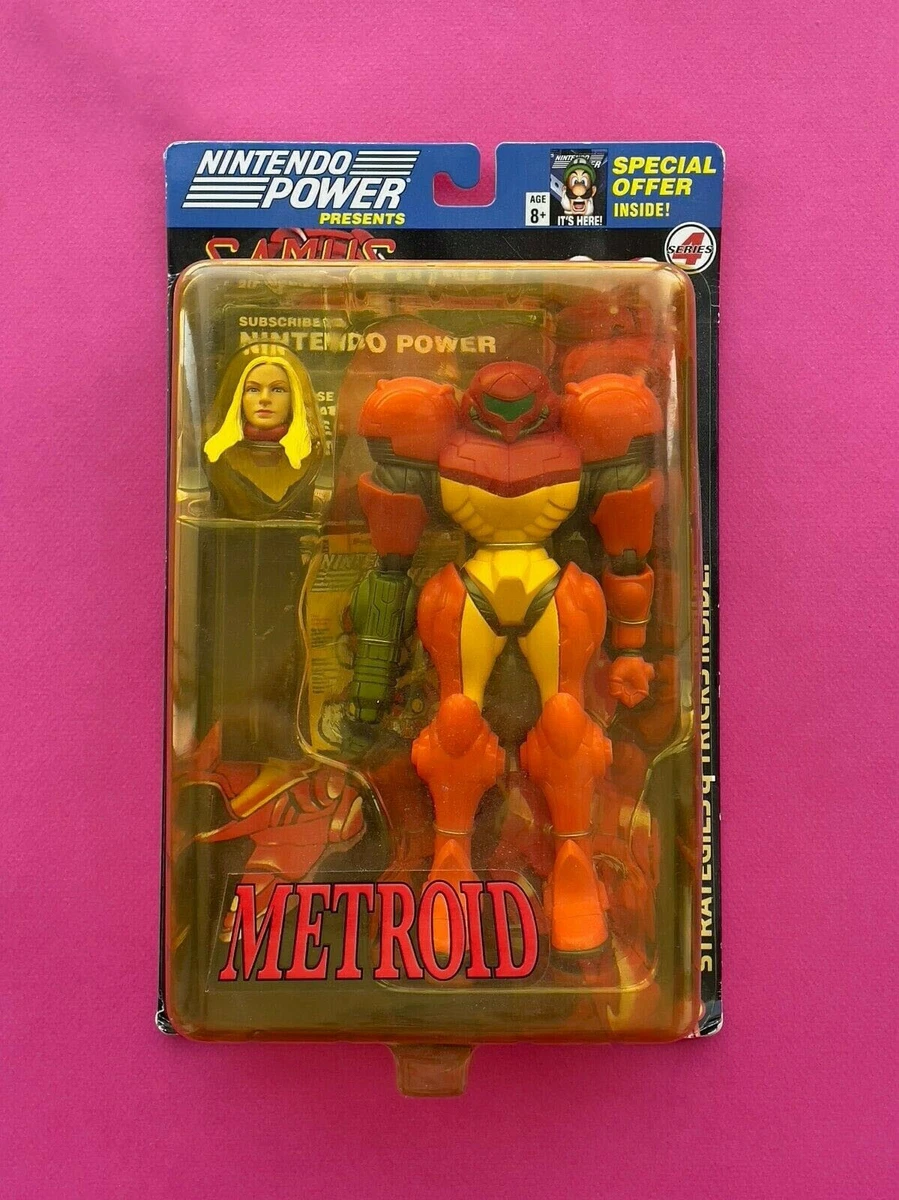 NINTENDO
POWER
PRESENTS
AGE
8+
IT'S HERE!
SPECIAL
OFFER
INSIDE!
SERIES
4
SAMUS
SUBSCRIBE
NINTENDO POWER
METROID
STRATEGIES & TRICKS INSIDE!